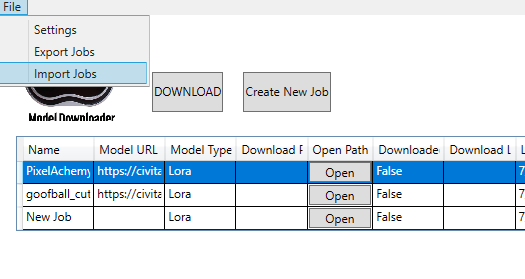 File
Settings
Export Jobs
Import Jobs
Model Downloader
DOWNLOAD
Create New Job
Name Model URL Model Type Download F Open Path Downloade Download L L
PixelAchemy https://civita Lora Open False 7
goofball_cut https://civita Lora Open False 7
New Job Lora Open False 7